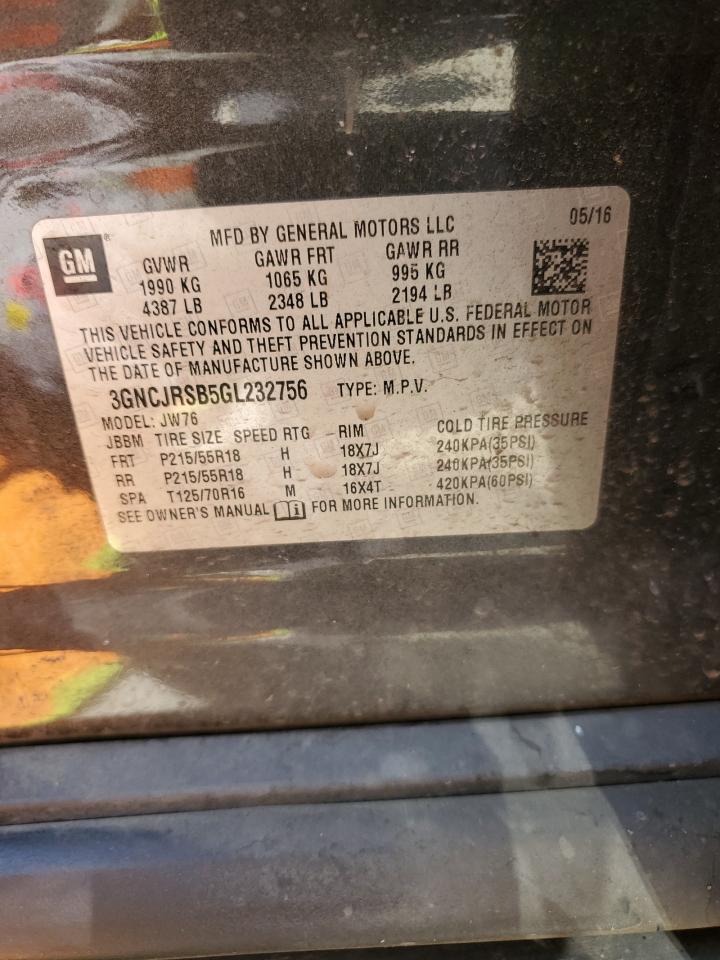 GM
MFD BY GENERAL MOTORS LLC 05/16
GVWR GAWR FRT GAWR RR
1990 KG 1065 KG 995 KG
4387 LB 2348 LB 2194 LB
THIS VEHICLE CONFORMS TO ALL APPLICABLE U.S. FEDERAL MOTOR
VEHICLE SAFETY AND THEFT PREVENTION STANDARDS IN EFFECT ON
THE DATE OF MANUFACTURE SHOWN ABOVE.
3GNCJRSB5GL232756 TYPE: M.P.V.
MODEL: JW76
JBBM TIRE SIZE SPEED RTG RIM COLD TIRE PRESSURE
FRT P215/55R18 H 18X7J 240KPA(35PSI)
RR P215/55R18 H 18X7J 240KPA(35PSI)
SPA T125/70R16 M 16X4T 420KPA(60PSI)
SEE OWNER'S MANUAL FOR MORE INFORMATION.